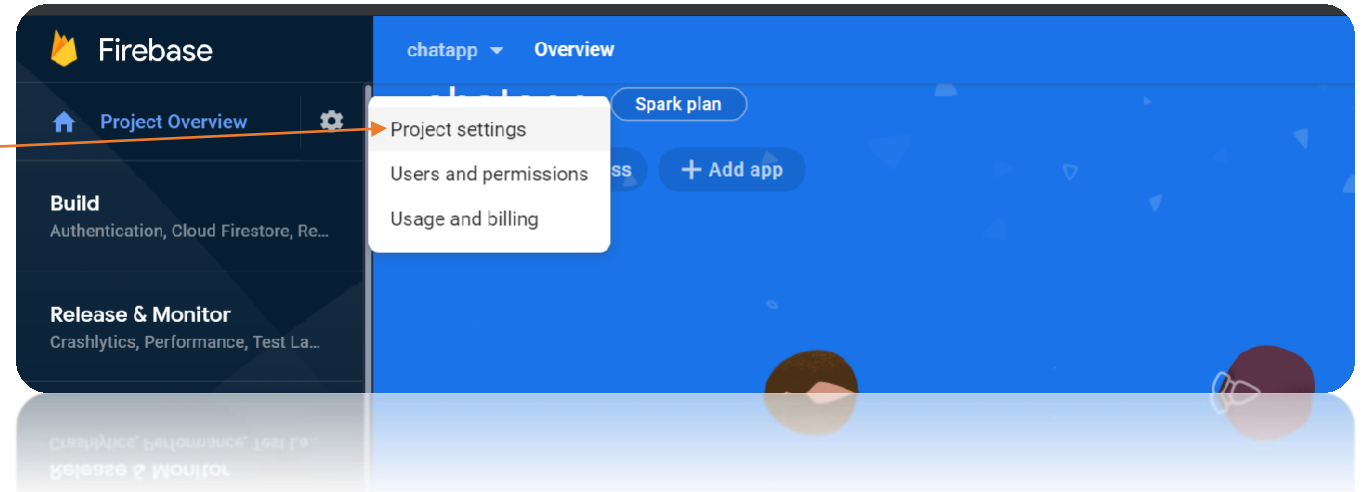 Firebase
chatapp Overview
Spark plan
Project Overview
Project settings
ss + Add app
Users and permissions
Build
Authentication, Cloud Firestore, Re...
Usage and billing
Release & Monitor
Crashlytics, Performance, Test La...